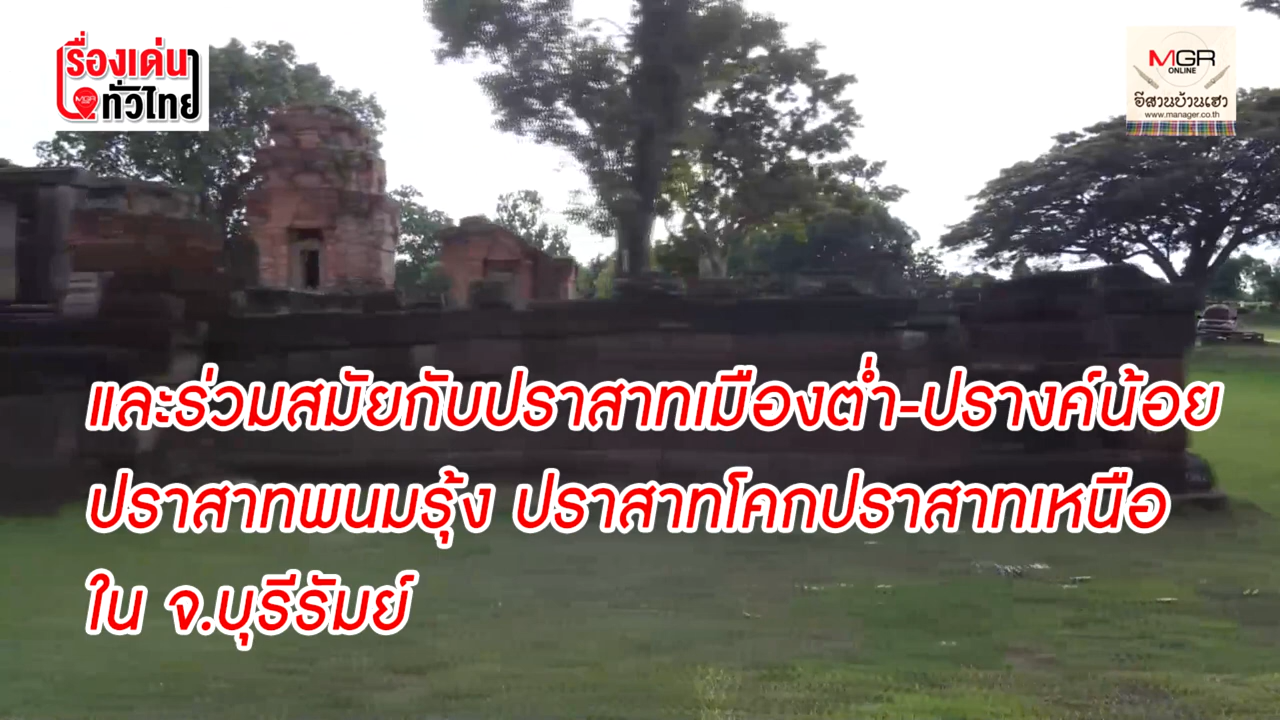 เรื่องเด่น
MGR
ทั่วไทย
MGR
ONLINE
อีสานบ้านเฮา
www.manager.co.th
และร่วมสมัยกับปราสาทเมืองต่ำ-ปรางค์น้อย
ปราสาทพนมรุ้ง ปราสาทโคกปราสาทเหนือ
ใน จ.บุรีรัมย์